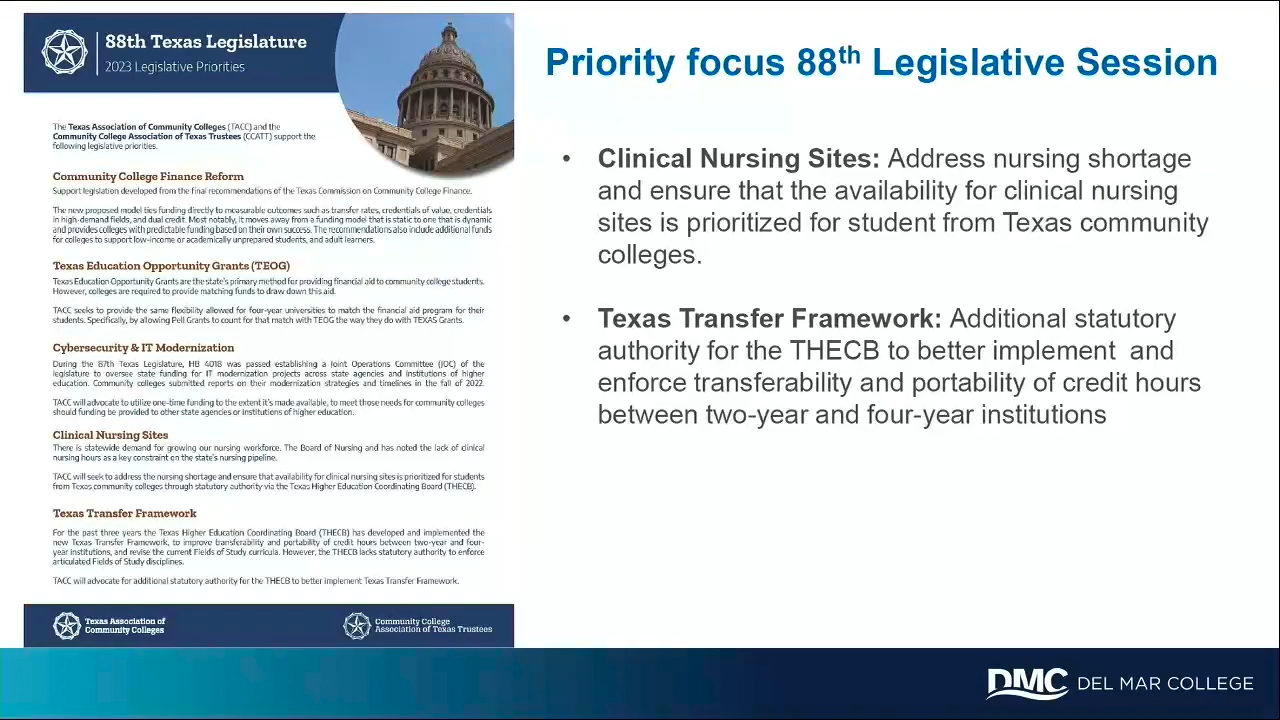 88th Texas Legislature
2023 Legislative Priorities
The Texas Association of Community Colleges (TACC) and the
Community College Association of Texas Trustees (CCATT) support the
following legislative priorities.
Community College Finance Reform
Support legislation developed from the final recommendations of the Texas Commission on Community College Finance.
The new proposed model ties funding directly to measurable outcomes such as transfer rates, credentials of value, credentials
in high-demand fields, and dual credit. Most notably, it moves away from a funding model that is static to one that is dynamic
and provides colleges with predictable funding based on their own success. The recommendations also include additional funds
for colleges to support low-income or academically unprepared students, and adult learners.
Texas Education Opportunity Grants (TEOG)
Texas Education Opportunity Grants are the state's primary method for providing financial aid to community college students.
However, colleges are required to provide matching funds to draw down this aid.
TACC seeks to provide the same flexibility allowed for four-year universities to match the financial aid program for their
students. Specifically, by allowing Pell Grants to count for that match with TEOG the way they do with TEXAS Grants.
Cybersecurity & IT Modernization
During the 87th Texas Legislature, HB 4018 was passed establishing a Joint Operations Committee (JOC) of the
legislature to oversee state funding for IT modernization projects across state agencies and institutions of higher
education. Community colleges submitted reports on their modernization strategies and timelines in the fall of 2022.
TACC will advocate to utilize one-time funding to the extent it's made available, to meet those needs for community colleges
should funding be provided to other state agencies or institutions of higher education.
Clinical Nursing Sites
There is statewide demand for growing our nursing workforce. The Board of Nursing and has noted the lack of clinical
nursing hours as a key constraint on the state's nursing pipeline.
TACC will seek to address the nursing shortage and ensure that availability for clinical nursing sites is prioritized for students
from Texas community colleges through statutory authority via the Texas Higher Education Coordinating Board (THECB).
Texas Transfer Framework
For the past three years the Texas Higher Education Coordinating Board (THECB) has developed and implemented the
new Texas Transfer Framework, to improve transferability and portability of credit hours between two-year and four-
year institutions, and revise the current Fields of Study curricula. However, the THECB lacks statutory authority to enforce
articulated Fields of Study disciplines.
TACC will advocate for additional statutory authority for the THECB to better implement Texas Transfer Framework.
Texas Association of
Community Colleges
Community College
Association of Texas Trustees
Priority focus 88th Legislative Session
• Clinical Nursing Sites: Address nursing shortage
and ensure that the availability for clinical nursing
sites is prioritized for student from Texas community
colleges.
• Texas Transfer Framework: Additional statutory
authority for the THECB to better implement and
enforce transferability and portability of credit hours
between two-year and four-year institutions
DMC DEL MAR COLLEGE